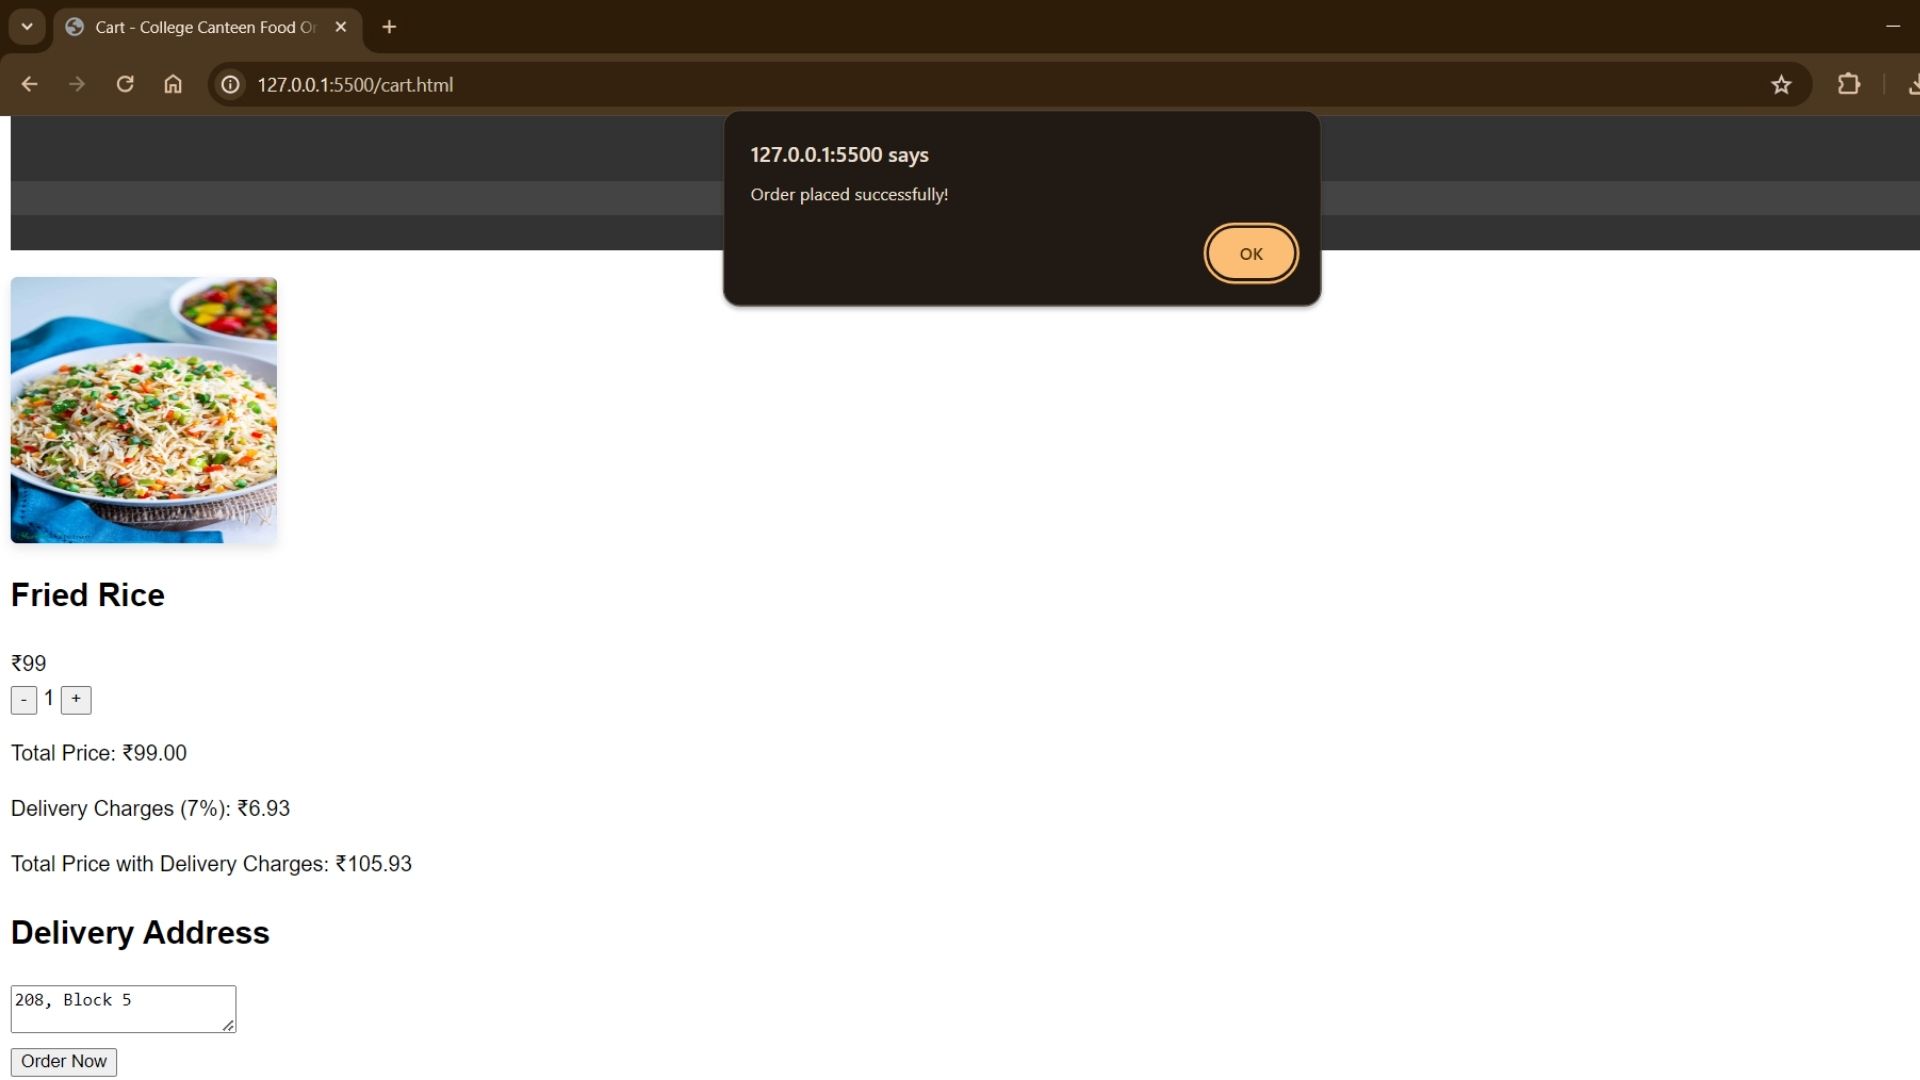 Cart - College Canteen Food Or
127.0.0.1:5500/cart.html
127.0.0.1:5500 says
Order placed successfully!
OK
Fried Rice
₹99
- 1 +
Total Price: ₹99.00
Delivery Charges (7%): ₹6.93
Total Price with Delivery Charges: ₹105.93
Delivery Address
208, Block 5
Order Now